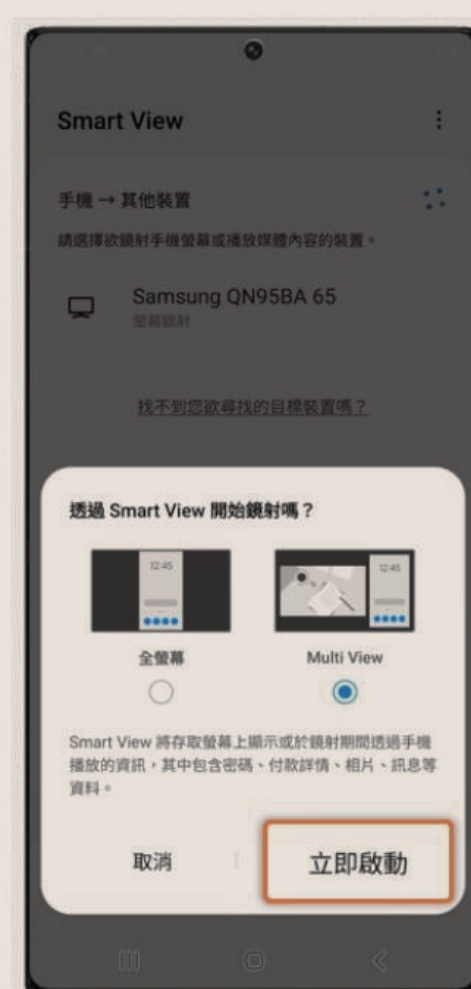 Smart View
手機 → 其他裝置
請選擇欲鏡射手機螢幕或播放媒體內容的裝置。
Samsung QN95BA 65
螢幕鏡射
找不到您欲尋找的目標裝置嗎？
透過 Smart View 開始鏡射嗎？
12:45
12:45
全螢幕
Multi View
Smart View 將存取螢幕上顯示或於鏡射期間透過手機
播放的資訊，其中包含密碼、付款詳情、相片、訊息等
資料。
取消
立即啟動